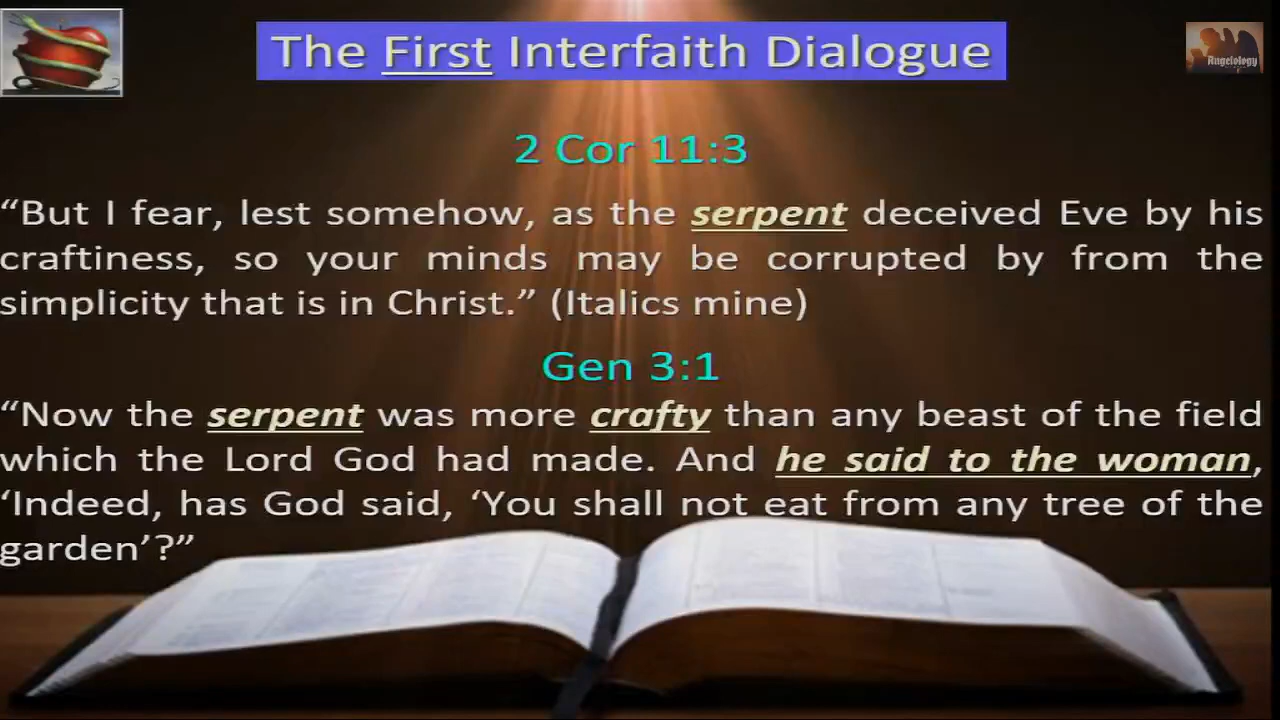 The First Interfaith Dialogue
Angelology
2 Cor 11:3
“But I fear, lest somehow, as the serpent deceived Eve by his
craftiness, so your minds may be corrupted by from the
simplicity that is in Christ.” (Italics mine)
Gen 3:1
“Now the serpent was more crafty than any beast of the field
which the Lord God had made. And he said to the woman,
‘Indeed, has God said, ‘You shall not eat from any tree of the
garden’?”